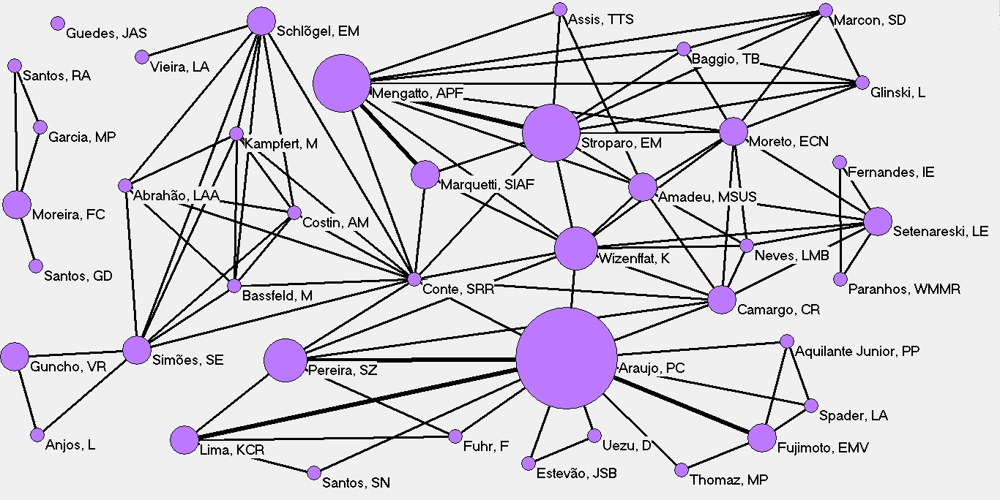 Guedes, JAS
Schlõgel, EM
Assis, TTS
Marcon, SD
Vieira, LA
Baggio, TB
Santos, RA
Mengatto, APF
Glinski, L
Garcia, MP
Kampfert, M
Stroparo, EM
Moreto, ECN
Fernandes, IE
Marquetti, SIAF
Abrahão, LAA
Amadeu, MSUS
Moreira, FC
Costin, AM
Setenareski, LE
Wizenffat, K
Neves, LMB
Santos, GD
Bassfeld, M
Conte, SRR
Paranhos, WMMR
Camargo, CR
Guncho, VR
Simões, SE
Pereira, SZ
Araujo, PC
Aquilante Junior, PP
Spader, LA
Anjos, L
Lima, KCR
Fuhr, F
Uezu, D
Fujimoto, EMV
Estevão, JSB
Santos, SN
Thomaz, MP